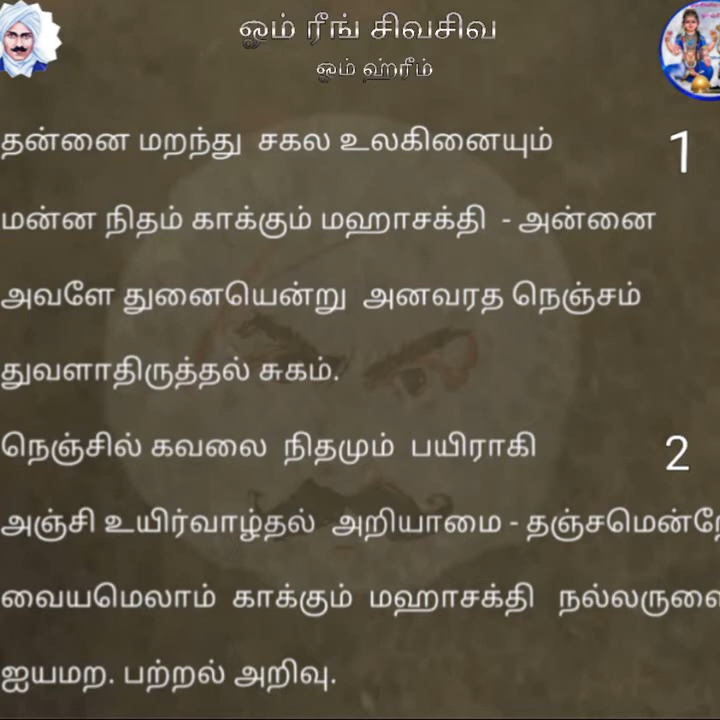 ஓம் ரீங் சிவசிவ
ஓம் ஹ்ரீம்
தன்னை மறந்து சகல உலகினையும் 1
மன்ன நிதம் காக்கும் மஹாசக்தி - அன்னை
அவளே துனையென்று அனவரத நெஞ்சம்
துவளாதிருத்தல் சுகம்.
நெஞ்சில் கவலை நிதமும் பயிராகி 2
அஞ்சி உயிர்வாழ்தல் அறியாமை - தஞ்சமென்றே
வையமெலாம் காக்கும் மஹாசக்தி நல்லருளை
ஐயமற. பற்றல் அறிவு.